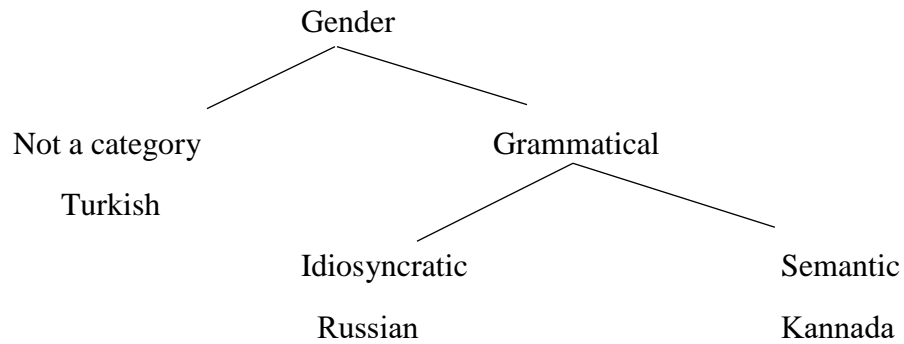 Gender
Not a category
Grammatical
Turkish
Idiosyncratic
Semantic
Russian
Kannada